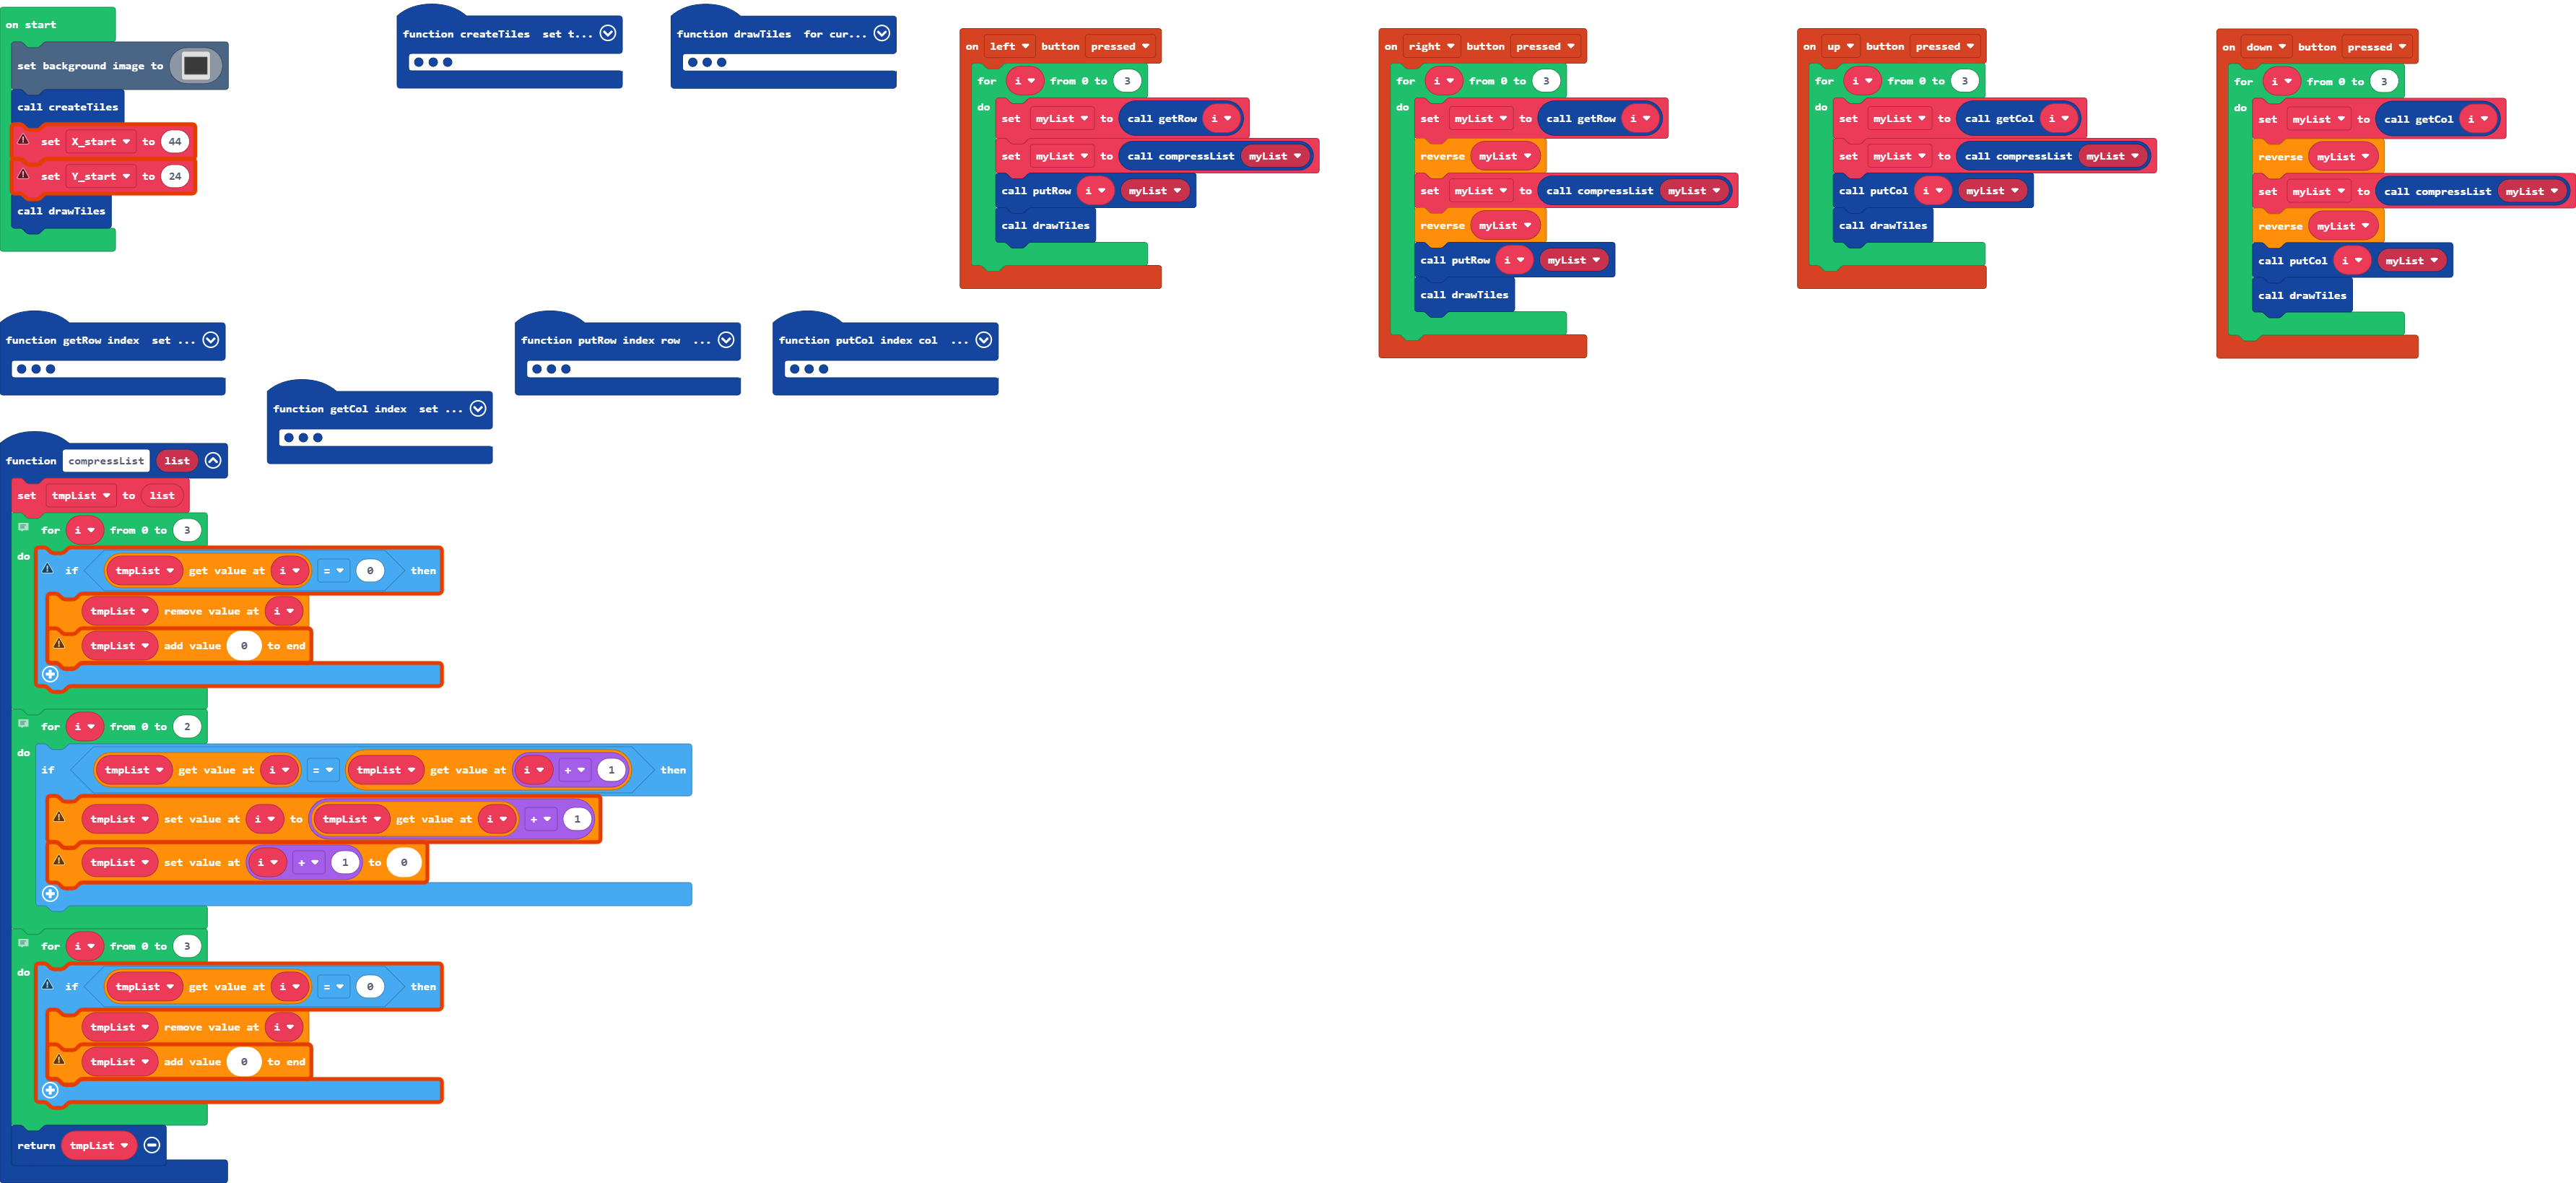 on start
set background image to
call createTiles
set X_start to 44
set Y_start to 24
call drawTiles
function createTiles set t...
function drawTiles for cur...
on left button pressed
for i from 0 to 3
do
set myList to call getRow i
set myList to call compressList myList
call putRow i myList
call drawTiles
on right button pressed
for i from 0 to 3
do
set myList to call getRow i
reverse myList
set myList to call compressList myList
reverse myList
call putRow i myList
call drawTiles
on up button pressed
for i from 0 to 3
do
set myList to call getCol i
set myList to call compressList myList
call putCol i myList
call drawTiles
on down button pressed
for i from 0 to 3
do
set myList to call getCol i
reverse myList
set myList to call compressList myList
reverse myList
call putCol i myList
call drawTiles
function getRow index set ...
function getCol index set ...
function putRow index row ...
function putCol index col ...
function compressList list
set tmpList to list
for i from 0 to 3
do
if tmpList get value at i = 0 then
tmpList remove value at i
tmpList add value 0 to end
for i from 0 to 2
do
if tmpList get value at i = tmpList get value at i + 1 then
tmpList set value at i to tmpList get value at i + 1
tmpList set value at i + 1 to 0
for i from 0 to 3
do
if tmpList get value at i = 0 then
tmpList remove value at i
tmpList add value 0 to end
return tmpList